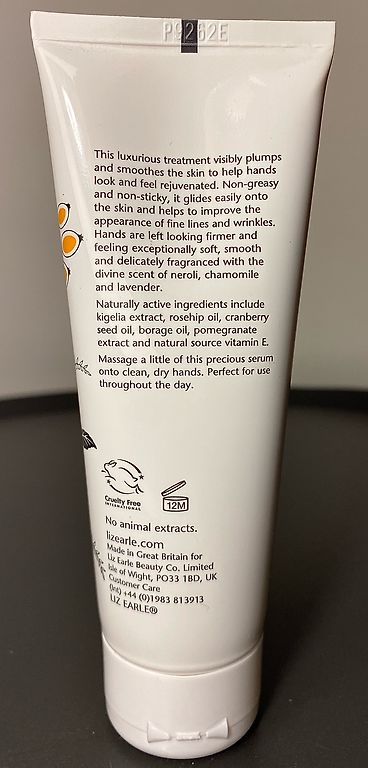 P9262E
This luxurious treatment visibly plumps
and smoothes the skin to help hands
look and feel rejuvenated. Non-greasy
and non-sticky, it glides easily onto
the skin and helps to improve the
appearance of fine lines and wrinkles.
Hands are left looking firmer and
feeling exceptionally soft, smooth
and delicately fragranced with the
divine scent of neroli, chamomile
and lavender.
Naturally active ingredients include
kigelia extract, rosehip oil, cranberry
seed oil, borage oil, pomegranate
extract and natural source vitamin E.
Massage a little of this precious serum
onto clean, dry hands. Perfect for use
throughout the day.
Cruelty Free
INTERNATIONAL
12M
No animal extracts.
lizearle.com
Made in Great Britain for
Liz Earle Beauty Co. Limited
Isle of Wight, PO33 1BD, UK
Customer Care
(Int) +44 (0)1983 813913
LIZ EARLE®